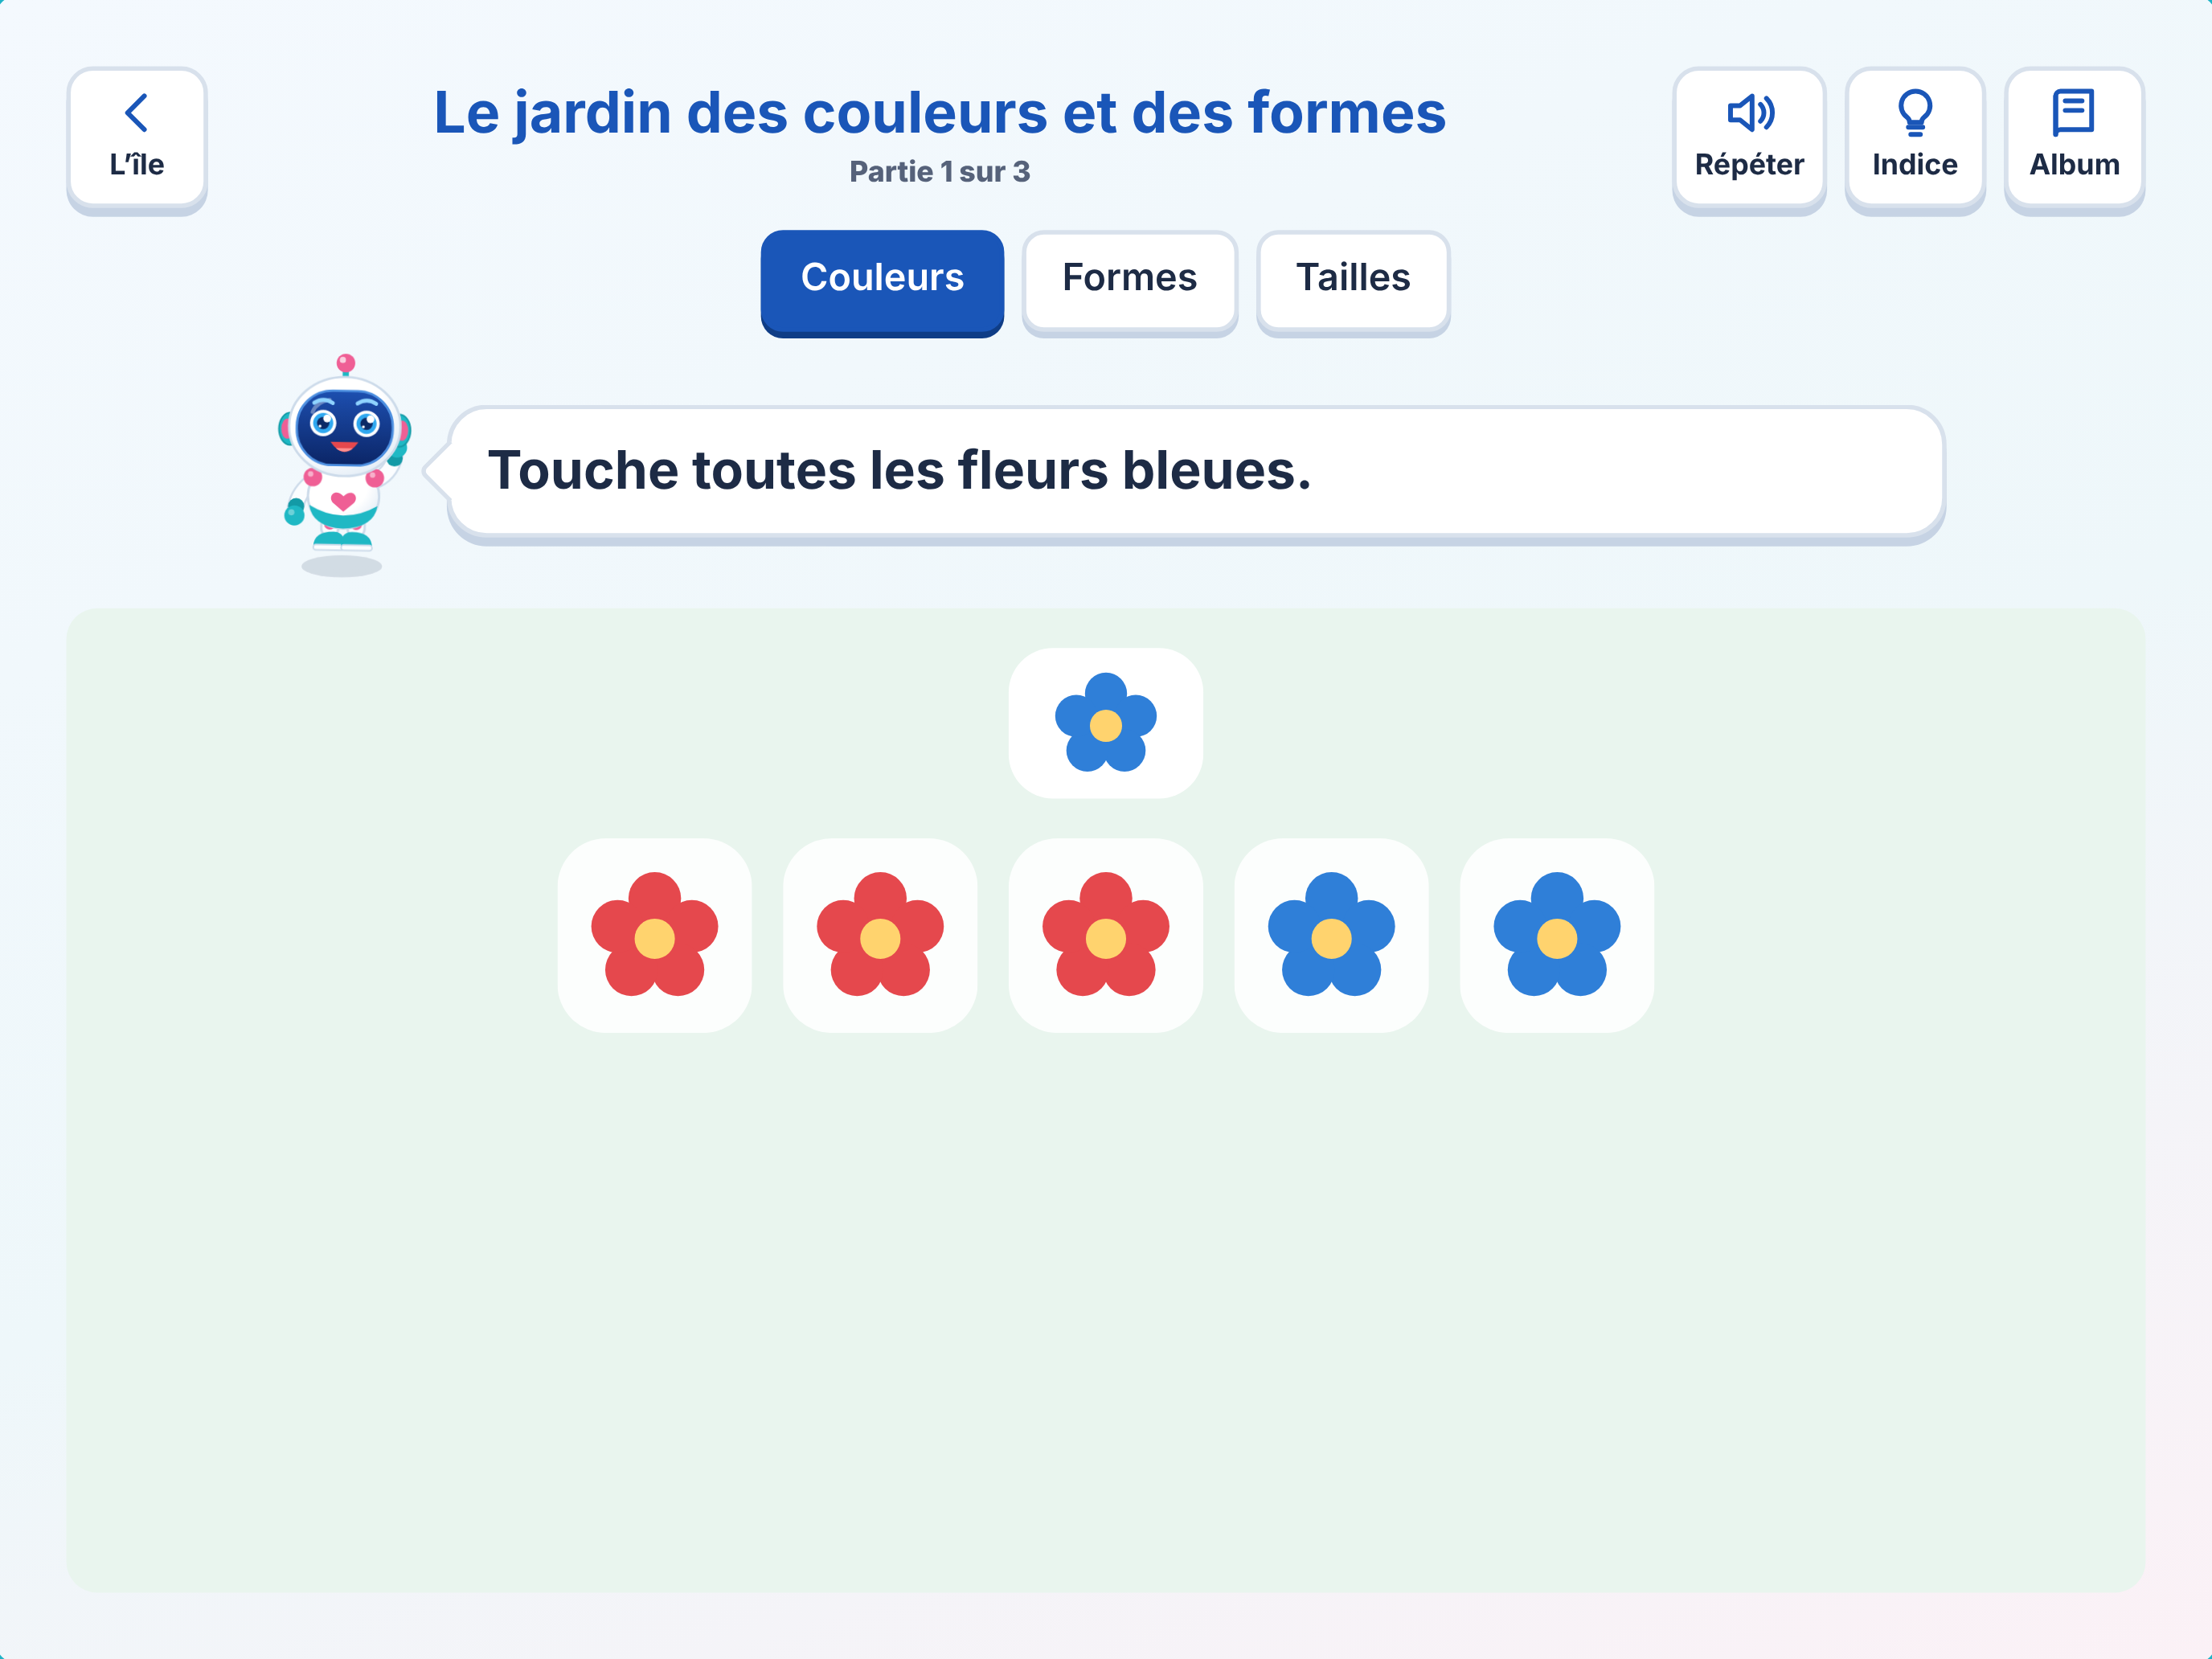 L’île
Le jardin des couleurs et des formes
Partie 1 sur 3
Répéter
Indice
Album
Couleurs
Formes
Tailles
Touche toutes les fleurs bleues.